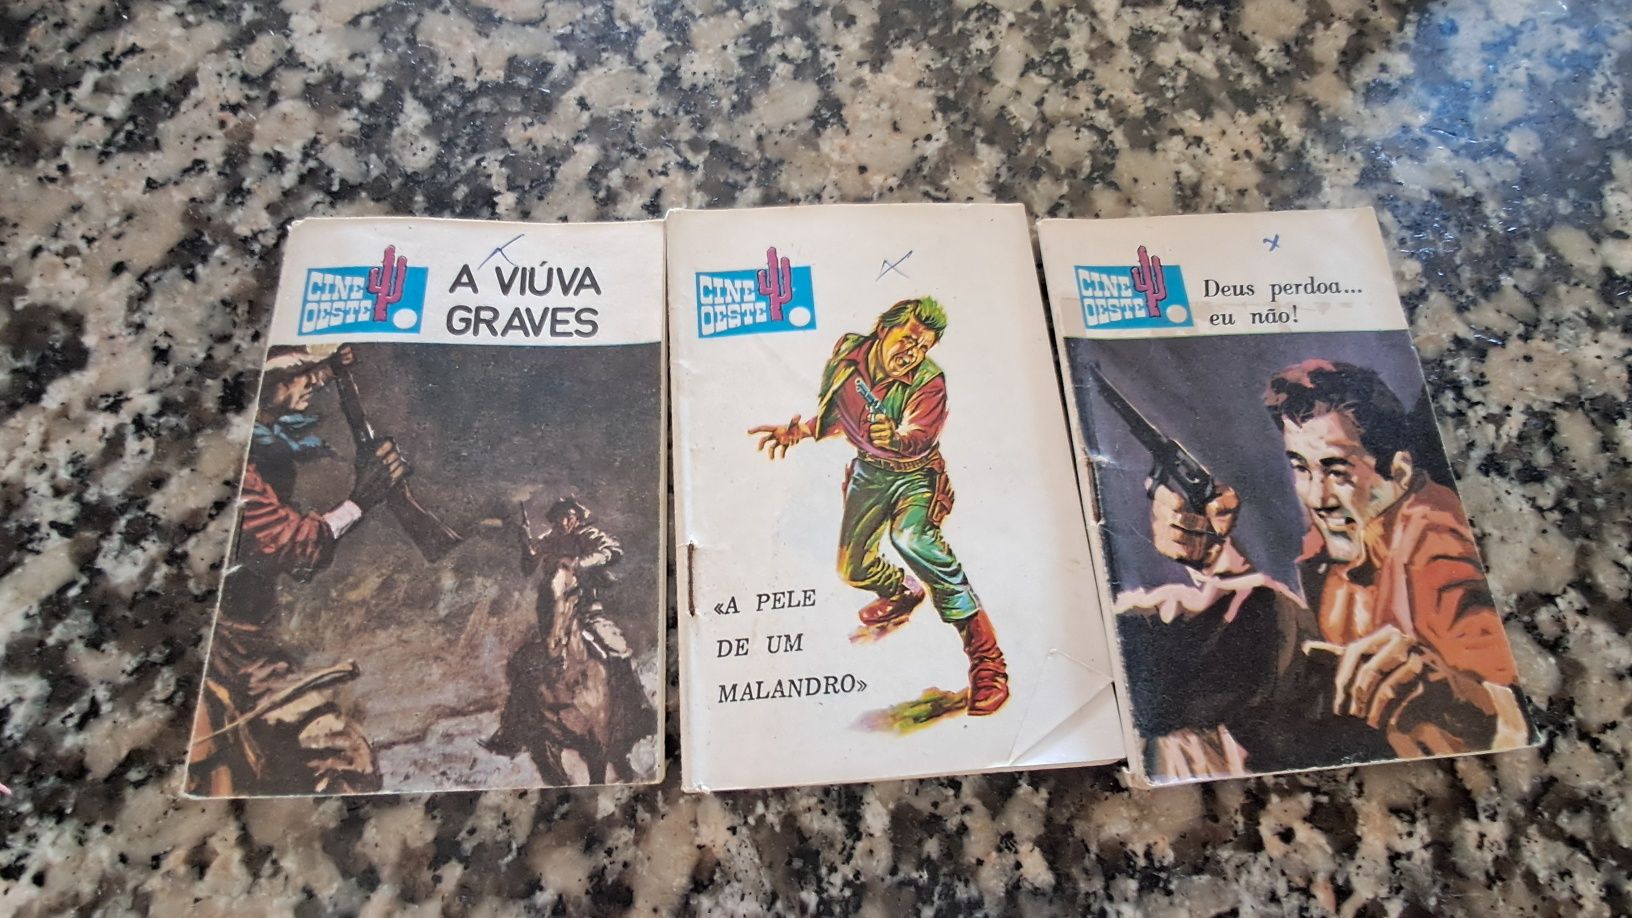 CINE
OESTE
A VIÚVA
GRAVES
CINE
OESTE
«A PELE
DE UM
MALANDRO»
CINE
OESTE
Deus perdoa...
eu não!